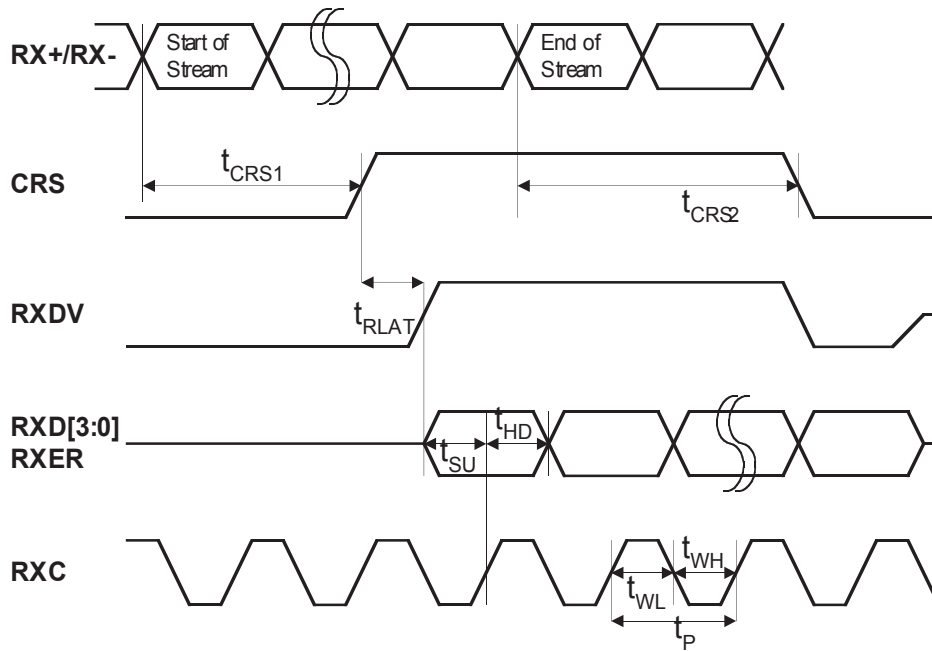 RX+/RX-
Start of
Stream
End of
Stream
CRS
tCRS1
tCRS2
RXDV
tRLAT
RXD[3:0]
RXER
tSU
tHD
RXC
tWL
tWH
tP